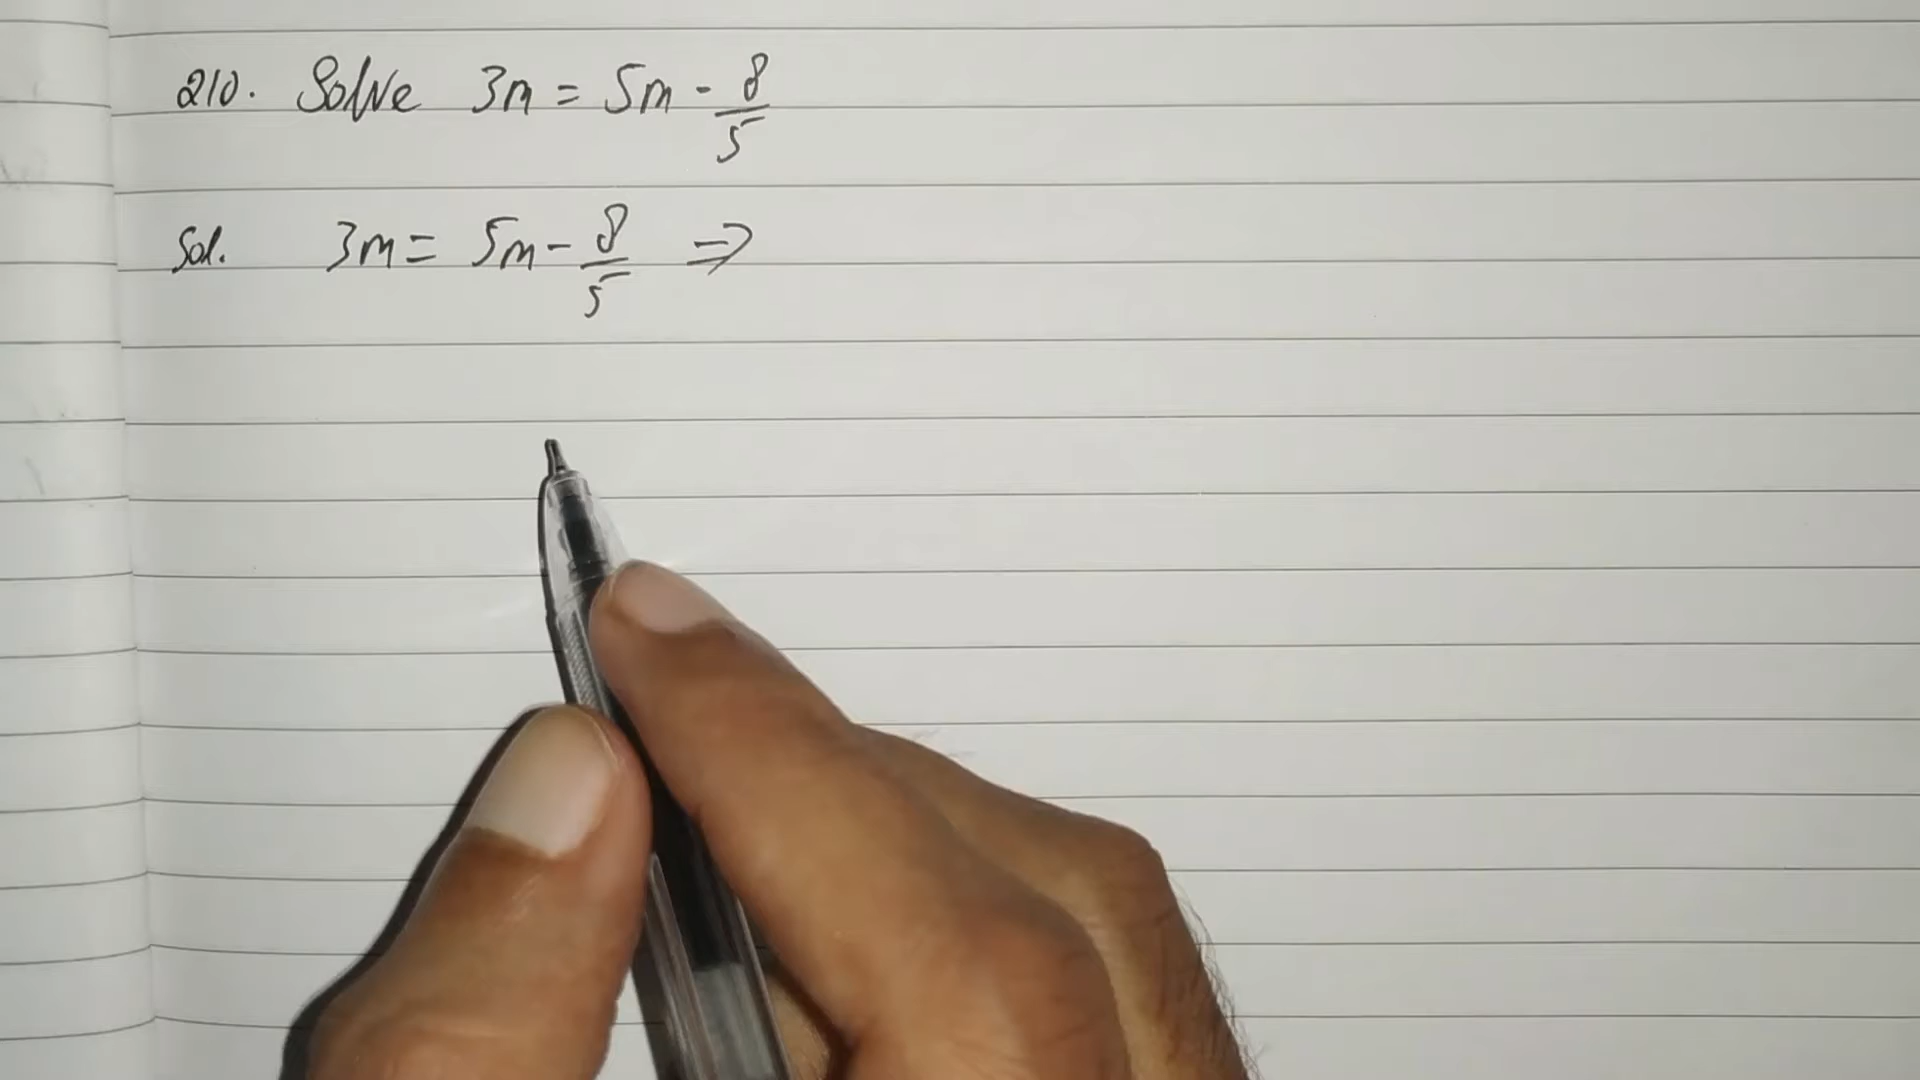 210. Solve 3m = 5m - 8/5
Sol. 3m = 5m - 8/5 ⇒